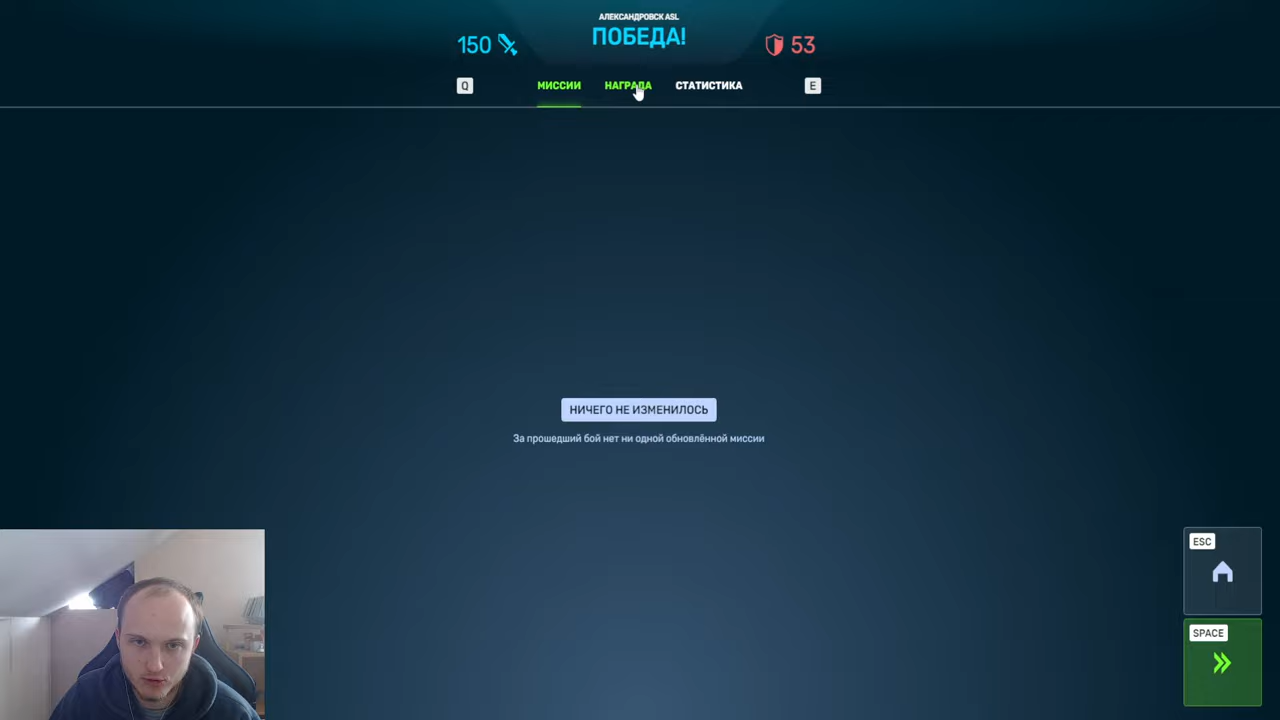 АЛЕКСАНДРОВСК ASL
150 ПОБЕДА! 53
Q МИССИИ НАГРАДА СТАТИСТИКА E
НИЧЕГО НЕ ИЗМЕНИЛОСЬ
За прошедший бой нет ни одной обновлённой миссии
ESC
SPACE